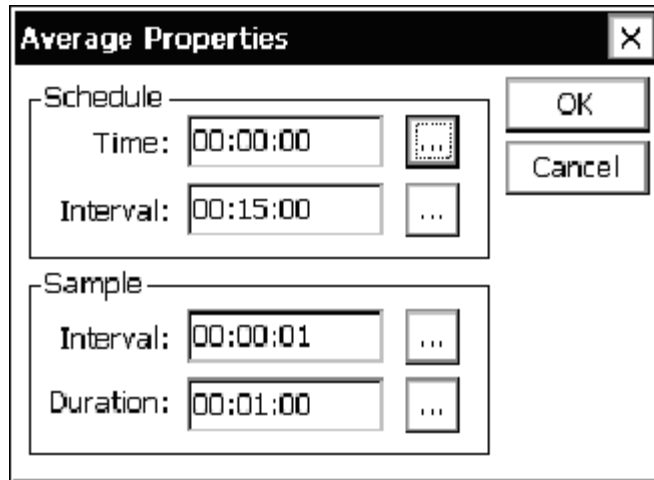 Average Properties
Schedule
OK
Time: 00:00:00 ...
Cancel
Interval: 00:15:00 ...
Sample
Interval: 00:00:01 ...
Duration: 00:01:00 ...